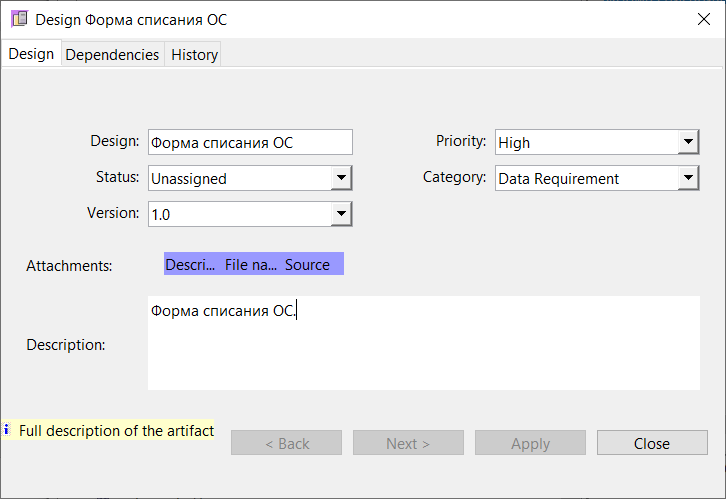 Design Форма списания ОС
Design Dependencies History
Design: Форма списания ОС Priority: High
Status: Unassigned Category: Data Requirement
Version: 1.0
Attachments: Descri... File na... Source
Форма списания ОС.
Description:
i Full description of the artifact
< Back Next > Apply Close